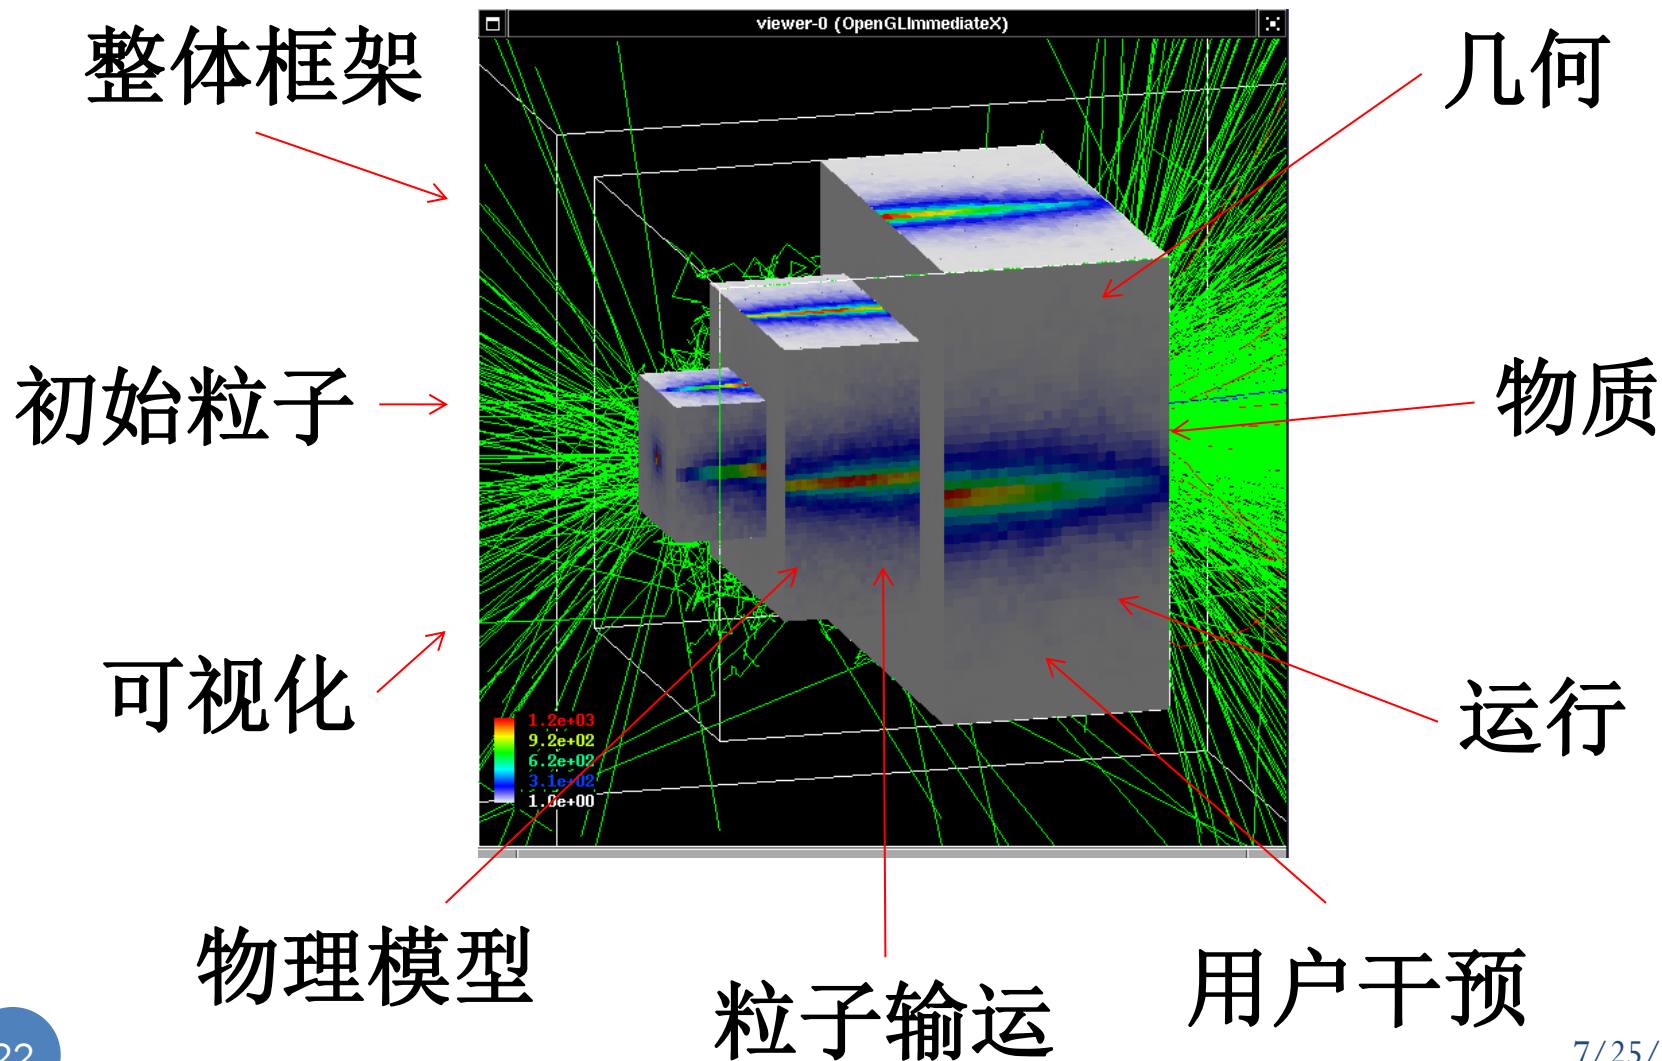 viewer-0 (OpenGLImmediateX)
整体框架
几何
初始粒子
物质
可视化
运行
1.2e+03
9.2e+02
6.2e+02
3.1e+02
1.0e+00
物理模型
粒子输运
用户干预
22
7/25/